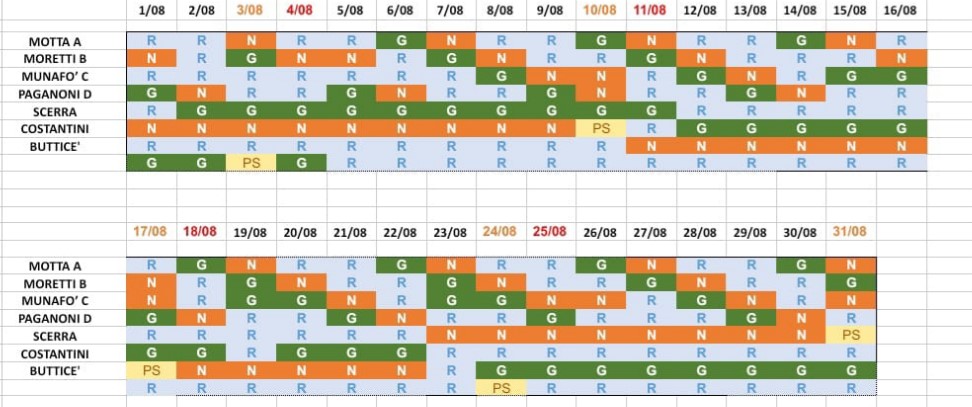 1/08 2/08 3/08 4/08 5/08 6/08 7/08 8/08 9/08 10/08 11/08 12/08 13/08 14/08 15/08 16/08
MOTTA A R R N R R G N R R G N R R G N R
MORETTI B N R G N N R G N R R G N R R R N
MUNAFO' C R R R R R R R G N N R G N R G G
PAGANONI D G N R R G N R R G N R R G N R R
SCERRA R G G G G G G G G G G R R R R R
COSTANTINI N N N N N N N N N PS R G G G G G
BUTTICE' R R R R R R R R R R N N N N N N
G G PS G R R R R R R R R R R R R
17/08 18/08 19/08 20/08 21/08 22/08 23/08 24/08 25/08 26/08 27/08 28/08 29/08 30/08 31/08
MOTTA A R G N R R G N R R G N R R G N
MORETTI B N R G N R R G N R R G N R R G
MUNAFO' C N R G G N R G G N N R G N R N
PAGANONI D G N R R G N R R G R R R G N R
SCERRA R R R R R R N N N N N N N N PS
COSTANTINI G G R G G G R R R R R R R R R
BUTTICE' PS N N N N N R G G G G G G G G
R R R R R R R PS R R R R R R R